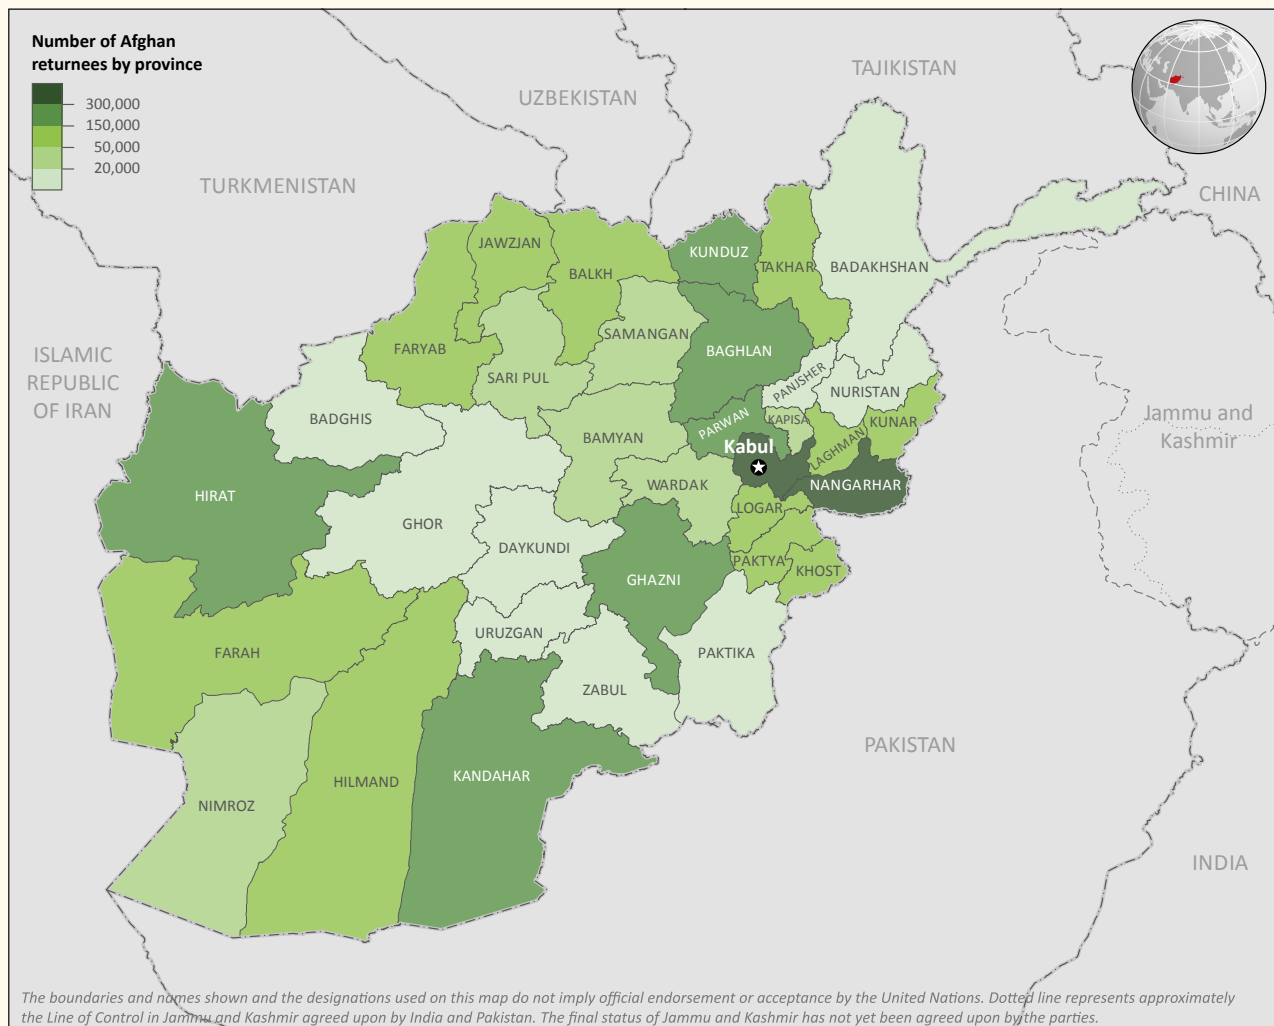 Number of Afghan
returnees by province
300,000
150,000
50,000
20,000
TAJIKISTAN
UZBEKISTAN
TURKMENISTAN
CHINA
JAWZJAN
KUNDUZ
BALKH
TAKHAR
BADAKHSHAN
SAMANGAN
FARYAB
BAGHLAN
ISLAMIC
REPUBLIC
OF IRAN
SARI PUL
PANJSHER
NURISTAN
BADGHIS
KAPISA
KUNAR
Jammu and
Kashmir
PARWAN
BAMYAN
LAGHMAN
Kabul
WARDAK
NANGARHAR
HIRAT
LOGAR
GHOR
DAYKUNDI
PAKTYA
KHOST
GHAZNI
URUZGAN
FARAH
PAKTIKA
ZABUL
PAKISTAN
KANDAHAR
HILMAND
NIMROZ
INDIA
The boundaries and names shown and the designations used on this map do not imply official endorsement or acceptance by the United Nations. Dotted line represents approximately
the Line of Control in Jammu and Kashmir agreed upon by India and Pakistan. The final status of Jammu and Kashmir has not yet been agreed upon by the parties.